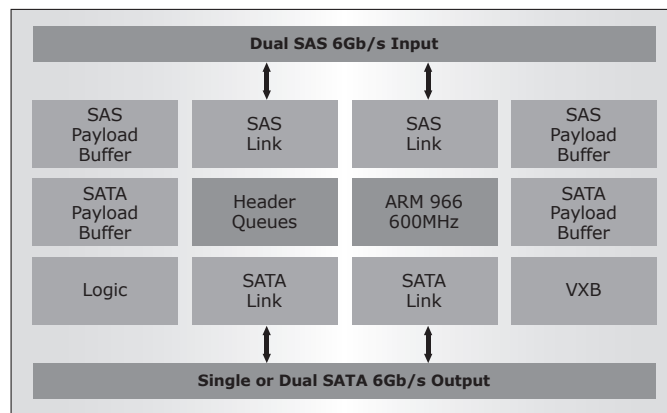 Dual SAS 6Gb/s Input
SAS
Payload
Buffer
SAS
Link
SAS
Link
SAS
Payload
Buffer
SATA
Payload
Buffer
Header
Queues
ARM 966
600MHz
SATA
Payload
Buffer
Logic
SATA
Link
SATA
Link
VXB
Single or Dual SATA 6Gb/s Output